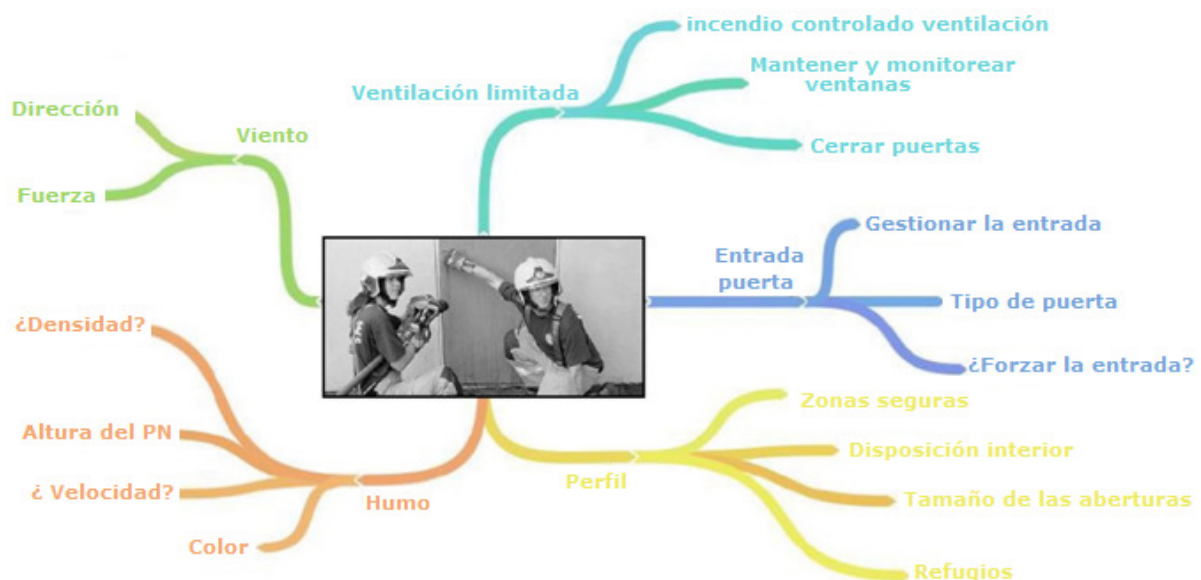 incendio controlado ventilación
Mantener y monitorear
ventanas
Ventilación limitada
Cerrar puertas
Dirección
Viento
Fuerza
Gestionar la entrada
Entrada
puerta
Tipo de puerta
¿Forzar la entrada?
¿Densidad?
Altura del PN
¿ Velocidad?
Humo
Color
Zonas seguras
Disposición interior
Perfil
Tamaño de las aberturas
Refugios